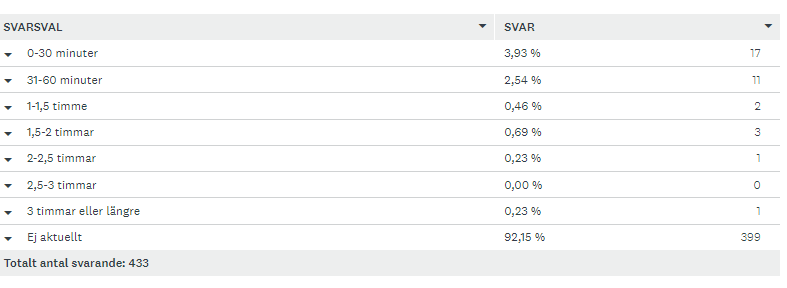 SVARSVAL SVAR
0-30 minuter 3,93 % 17
31-60 minuter 2,54 % 11
1-1,5 timme 0,46 % 2
1,5-2 timmar 0,69 % 3
2-2,5 timmar 0,23 % 1
2,5-3 timmar 0,00 % 0
3 timmar eller längre 0,23 % 1
Ej aktuellt 92,15 % 399
Totalt antal svarande: 433